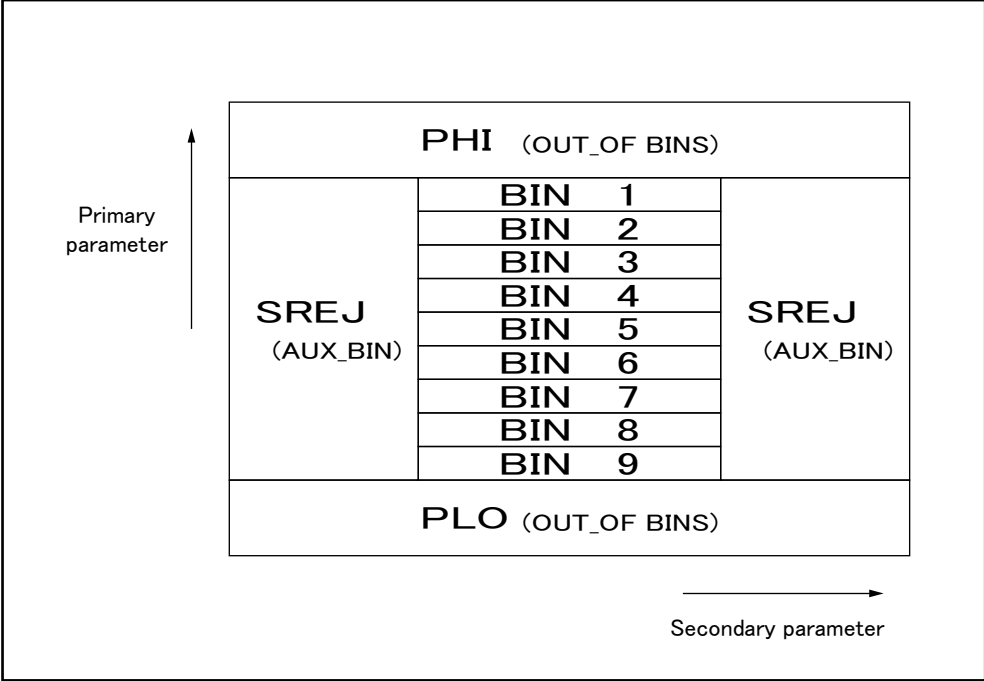 PHI (OUT_OF BINS)
Primary
parameter
BIN 1
BIN 2
BIN 3
BIN 4
BIN 5
BIN 6
BIN 7
BIN 8
BIN 9
SREJ
(AUX_BIN)
SREJ
(AUX_BIN)
PLO (OUT_OF BINS)
Secondary parameter